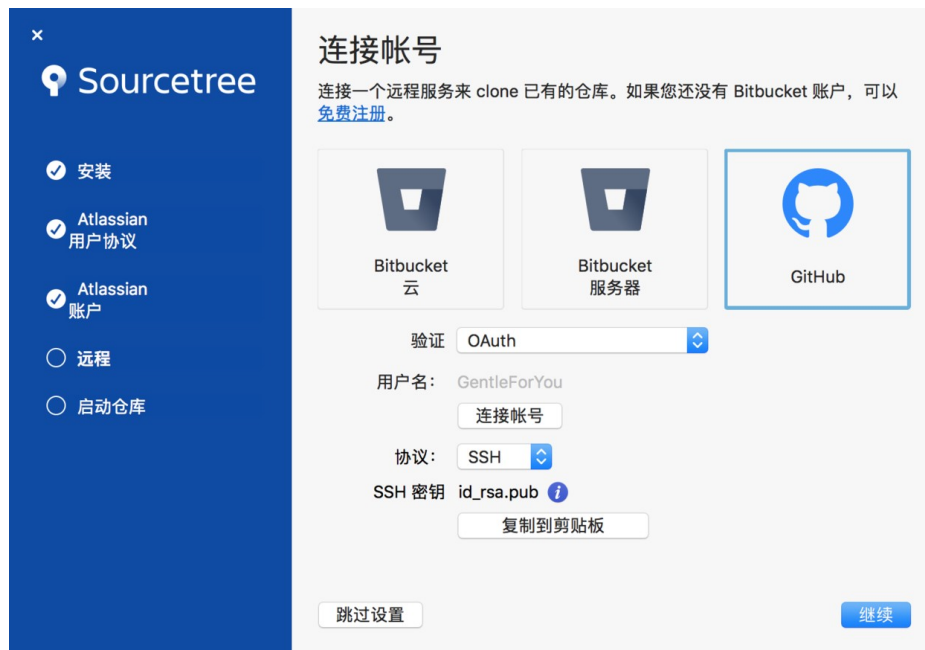 Sourcetree
安装
Atlassian
用户协议
Atlassian
账户
远程
启动仓库
连接帐号
连接一个远程服务来 clone 已有的仓库。如果您还没有 Bitbucket 账户，可以
免费注册。
Bitbucket
云
Bitbucket
服务器
GitHub
验证 OAuth
用户名： GentleForYou
连接帐号
协议： SSH
SSH 密钥 id_rsa.pub
复制到剪贴板
跳过设置 继续